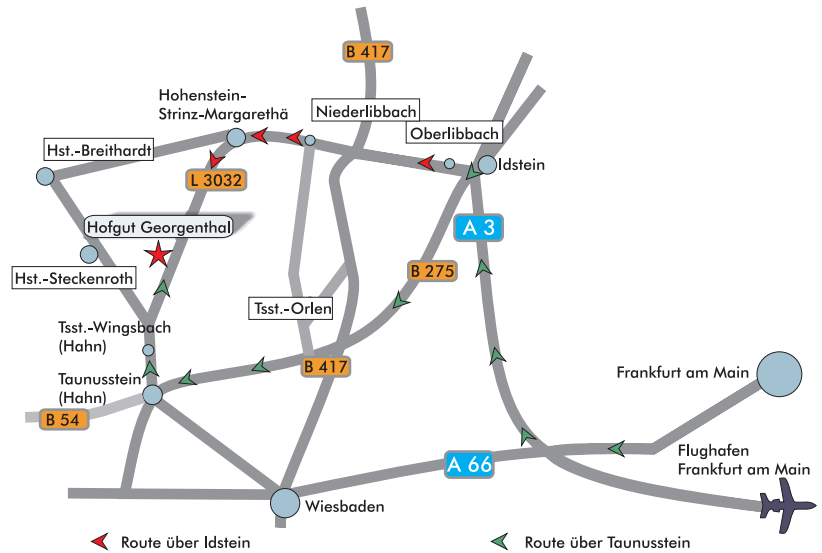 B 417
Hohenstein-
Strinz-Margarethä
Niederlibbach
Oberlibbach
Hst.-Breithardt
Idstein
L 3032
Hofgut Georgenthal
A 3
Hst.-Steckenroth
B 275
Tsst.-Orlen
Tsst.-Wingsbach
(Hahn)
B 417
Taunusstein
(Hahn)
Frankfurt am Main
B 54
A 66
Flughafen
Frankfurt am Main
Wiesbaden
Route über Idstein
Route über Taunusstein